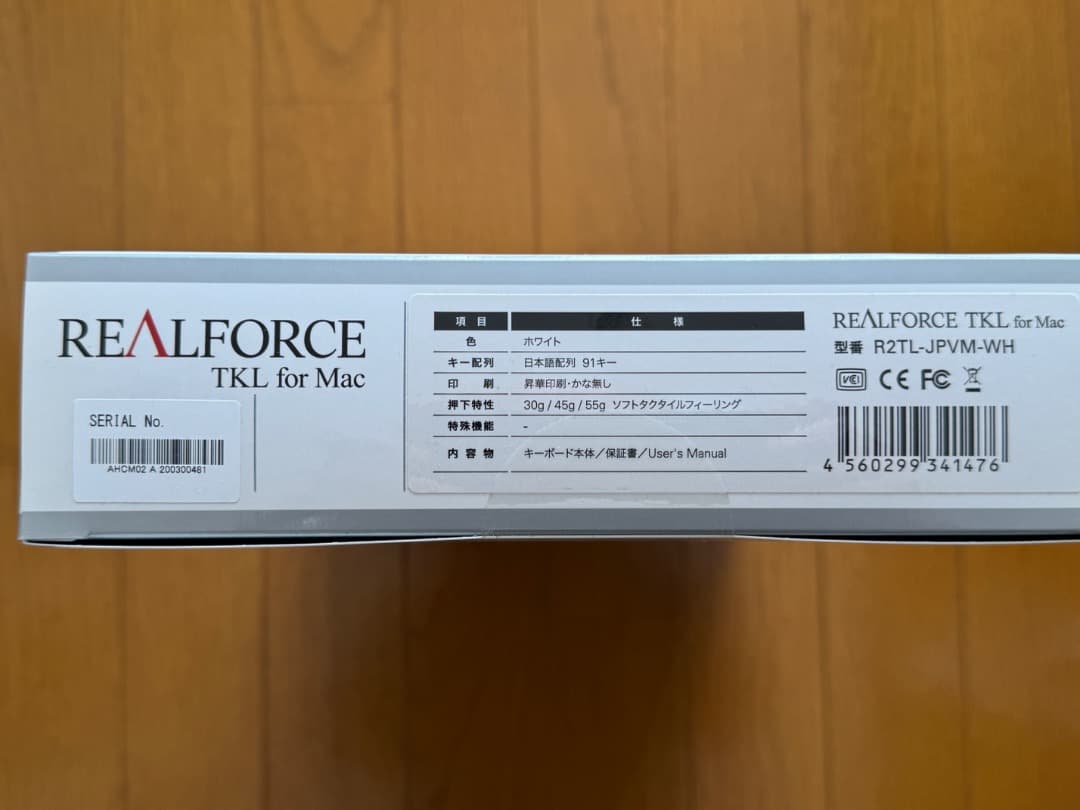 REALFORCE
TKL for Mac
SERIAL No.
AHCM02 A 200300481
項目 仕様
色 ホワイト
キー配列 日本語配列 91キー
印刷 昇華印刷・かな無し
押下特性 30g / 45g / 55g ソフトタクタイルフィーリング
特殊機能 -
内容物 キーボード本体／保証書／User's Manual
REALFORCE TKL for Mac
型番 R2TL-JPVM-WH
VCI CE FC
4 560299 341476